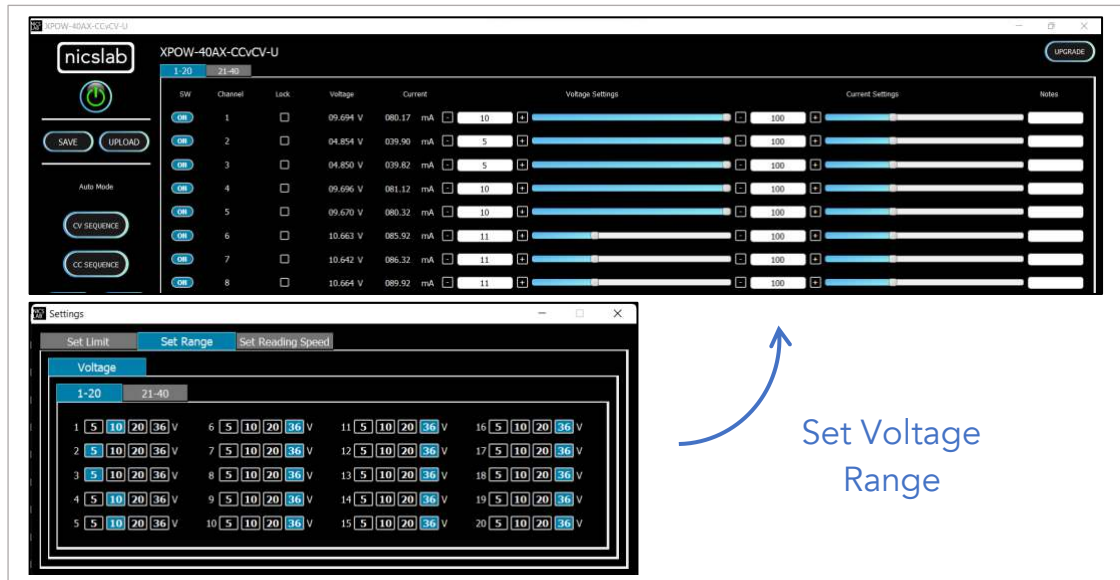 XPOW-40AX-CCvCV-U
nicslab
XPOW-40AX-CCvCV-U
UPGRADE
1-20 21-40
SW Channel Lock Voltage Current Voltage Settings Current Settings Notes
ON 1 09.694 V 080.17 mA - 10 + - 100 +
SAVE UPLOAD
ON 2 04.854 V 039.90 mA - 5 + - 100 +
ON 3 04.850 V 039.82 mA - 5 + - 100 +
Auto Mode
ON 4 09.696 V 081.12 mA - 10 + - 100 +
ON 5 09.670 V 080.32 mA - 10 + - 100 +
CV SEQUENCE
ON 6 10.663 V 085.92 mA - 11 + - 100 +
CC SEQUENCE
ON 7 10.642 V 086.32 mA - 11 + - 100 +
ON 8 10.664 V 089.92 mA - 11 + - 100 +
Settings
Set Limit Set Range Set Reading Speed
Voltage
1-20 21-40
1 5 10 20 36 V 6 5 10 20 36 V 11 5 10 20 36 V 16 5 10 20 36 V
2 5 10 20 36 V 7 5 10 20 36 V 12 5 10 20 36 V 17 5 10 20 36 V
3 5 10 20 36 V 8 5 10 20 36 V 13 5 10 20 36 V 18 5 10 20 36 V
4 5 10 20 36 V 9 5 10 20 36 V 14 5 10 20 36 V 19 5 10 20 36 V
5 5 10 20 36 V 10 5 10 20 36 V 15 5 10 20 36 V 20 5 10 20 36 V
Set Voltage
Range